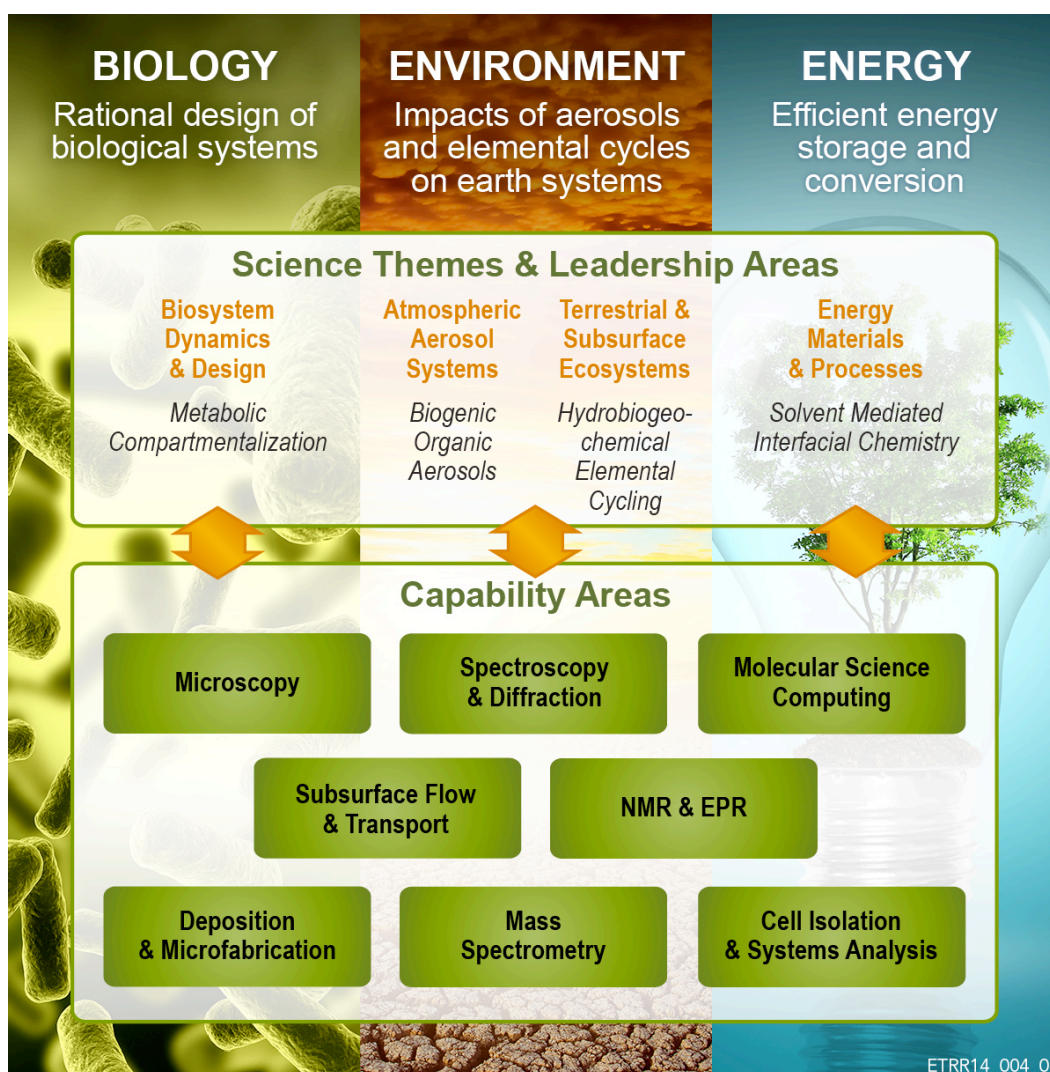 BIOLOGY
Rational design of
biological systems
ENVIRONMENT
Impacts of aerosols
and elemental cycles
on earth systems
ENERGY
Efficient energy
storage and
conversion
Science Themes & Leadership Areas
Biosystem
Dynamics
& Design
Metabolic
Compartmentalization
Atmospheric
Aerosol
Systems
Biogenic
Organic
Aerosols
Terrestrial &
Subsurface
Ecosystems
Hydrobiogeo-
chemical
Elemental
Cycling
Energy
Materials
& Processes
Solvent Mediated
Interfacial Chemistry
Capability Areas
Microscopy
Spectroscopy
& Diffraction
Molecular Science
Computing
Subsurface Flow
& Transport
NMR & EPR
Deposition
& Microfabrication
Mass
Spectrometry
Cell Isolation
& Systems Analysis
ETRR14_004_0